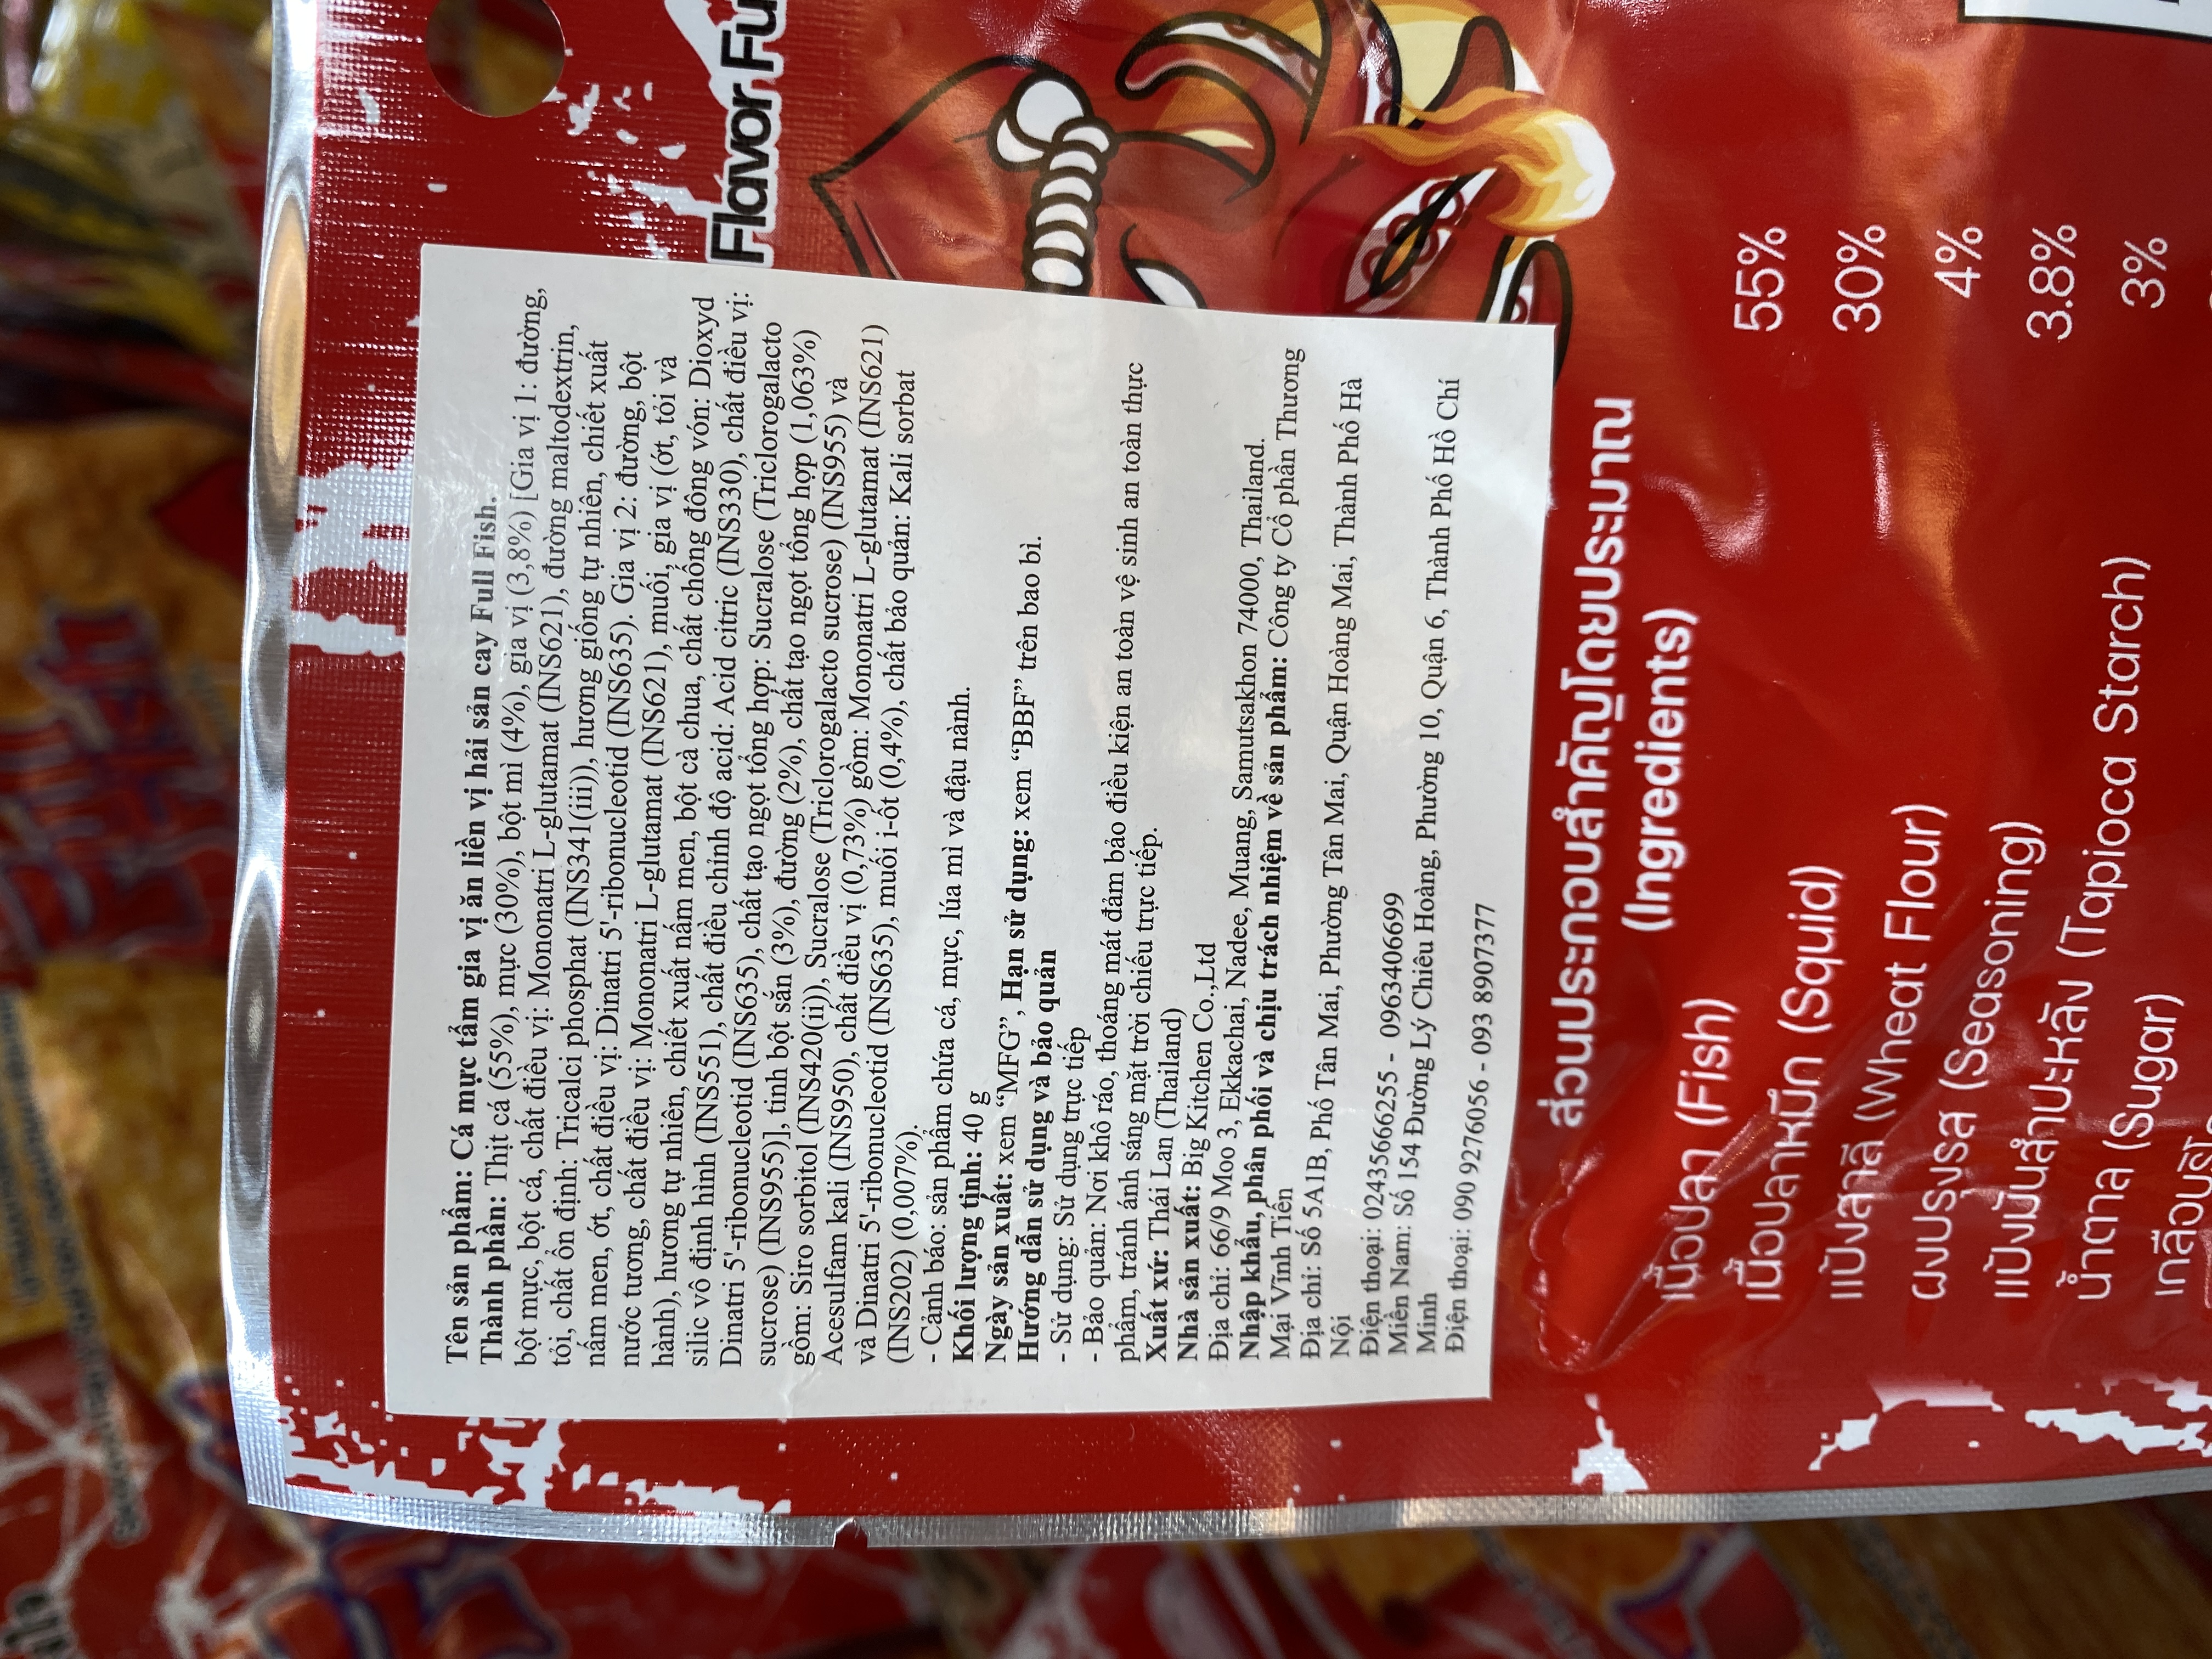 Tên sản phẩm: Cá mực tẩm gia vị ăn liền vị hải sản cay Full Fish.
Thành phần: Thịt cá (55%), mực (30%), bột mì (4%), gia vị (3,8%) [Gia vị 1: đường,
bột mực, bột cá, chất điều vị: Mononatri L-glutamat (INS621), đường maltodextrin,
tỏi, chất ổn định: Tricalci phosphat (INS341(iii)), hương giống tự nhiên, chiết xuất
nấm men, ớt, chất điều vị: Dinatri 5'-ribonucleotid (INS635). Gia vị 2: đường, bột
nước tương, chất điều vị: Mononatri L-glutamat (INS621), muối, gia vị (ớt, tỏi và
hành), hương tự nhiên, chiết xuất nấm men, bột cà chua, chất chống đông vón: Dioxyd
silic vô định hình (INS551), chất điều chỉnh độ acid: Acid citric (INS330), chất điều vị:
Dinatri 5'-ribonucleotid (INS635), chất tạo ngọt tổng hợp: Sucralose (Triclorogalacto
sucrose) (INS955)], tinh bột sắn (3%), đường (2%), chất tạo ngọt tổng hợp (1,063%)
gồm: Siro sorbitol (INS420(ii)), Sucralose (Triclorogalacto sucrose) (INS955) và
Acesulfam kali (INS950), chất điều vị (0,73%) gồm: Mononatri L-glutamat (INS621)
và Dinatri 5'-ribonucleotid (INS635), muối i-ốt (0,4%), chất bảo quản: Kali sorbat
(INS202) (0,007%).
- Cảnh báo: sản phẩm chứa cá, mực, lúa mì và đậu nành.
Khối lượng tịnh: 40 g
Ngày sản xuất: xem “MFG”, Hạn sử dụng: xem “BBF” trên bao bì.
Hướng dẫn sử dụng và bảo quản
- Sử dụng: Sử dụng trực tiếp
- Bảo quản: Nơi khô ráo, thoáng mát đảm bảo điều kiện an toàn vệ sinh an toàn thực
phẩm, tránh ánh sáng mặt trời chiếu trực tiếp.
Xuất xứ: Thái Lan (Thailand)
Nhà sản xuất: Big Kitchen Co.,Ltd
Địa chỉ: 66/9 Moo 3, Ekkachai, Nadee, Muang, Samutsakhon 74000, Thailand.
Nhập khẩu, phân phối và chịu trách nhiệm về sản phẩm: Công ty Cổ phần Thương
Mại Vĩnh Tiến
Địa chỉ: Số 5A1B, Phố Tân Mai, Phường Tân Mai, Quận Hoàng Mai, Thành Phố Hà
Nội
Điện thoại: 02435666255 - 0963406699
Miền Nam: Số 154 Đường Lý Chiêu Hoàng, Phường 10, Quận 6, Thành Phố Hồ Chí
Minh
Điện thoại: 090 9276056 - 093 8907377
Flavor Fu
ส่วนประกอบสำคัญโดยประมาณ
(Ingredients)
เนื้อปลา (Fish) 55%
เนื้อปลาหมึก (Squid) 30%
แป้งสาลี (Wheat Flour) 4%
ผงปรุงรส (Seasoning) 3.8%
แป้งมันสำปะหลัง (Tapioca Starch) 3%
น้ำตาล (Sugar)